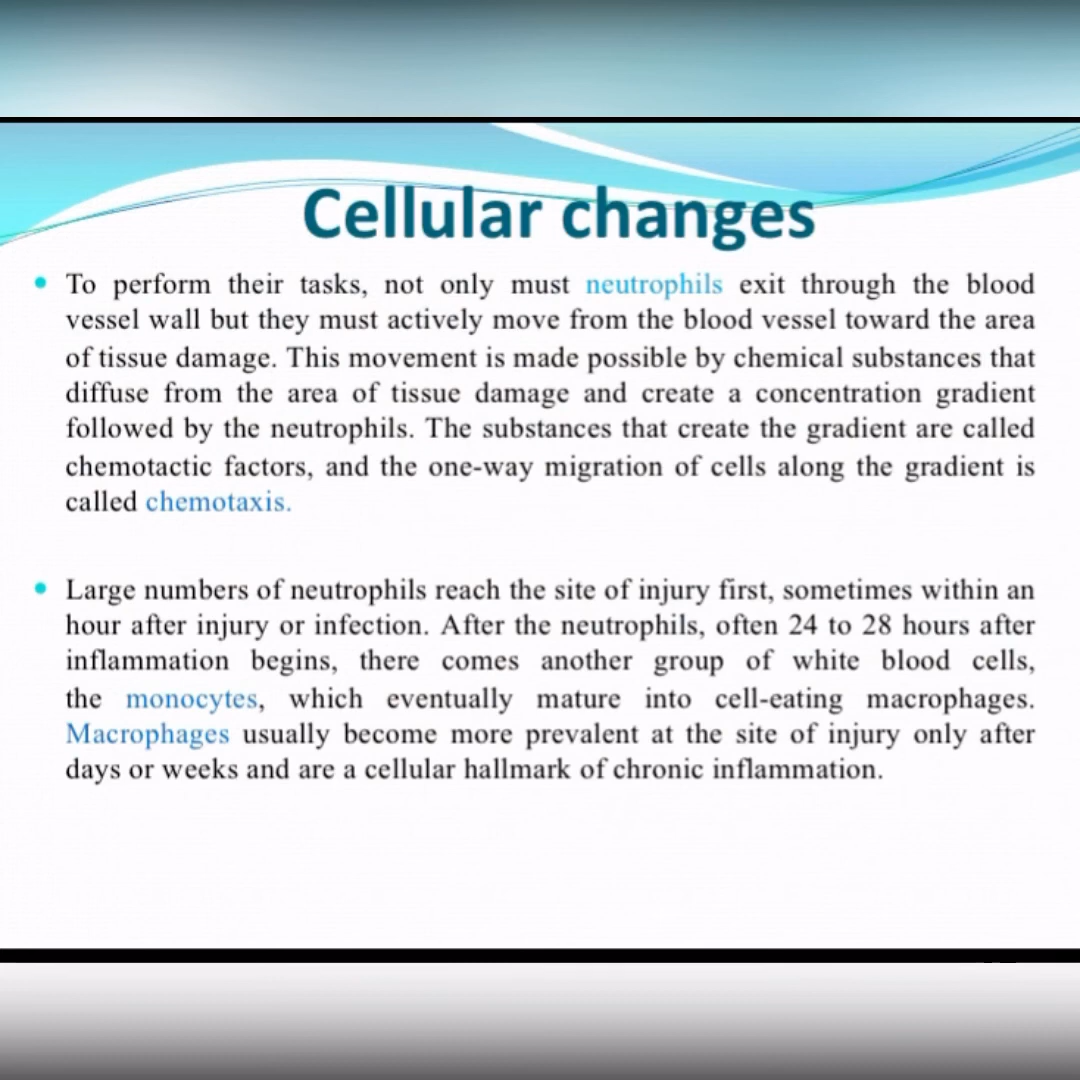 Cellular changes
To perform their tasks, not only must neutrophils exit through the blood
vessel wall but they must actively move from the blood vessel toward the area
of tissue damage. This movement is made possible by chemical substances that
diffuse from the area of tissue damage and create a concentration gradient
followed by the neutrophils. The substances that create the gradient are called
chemotactic factors, and the one-way migration of cells along the gradient is
called chemotaxis.
Large numbers of neutrophils reach the site of injury first, sometimes within an
hour after injury or infection. After the neutrophils, often 24 to 28 hours after
inflammation begins, there comes another group of white blood cells,
the monocytes, which eventually mature into cell-eating macrophages.
Macrophages usually become more prevalent at the site of injury only after
days or weeks and are a cellular hallmark of chronic inflammation.